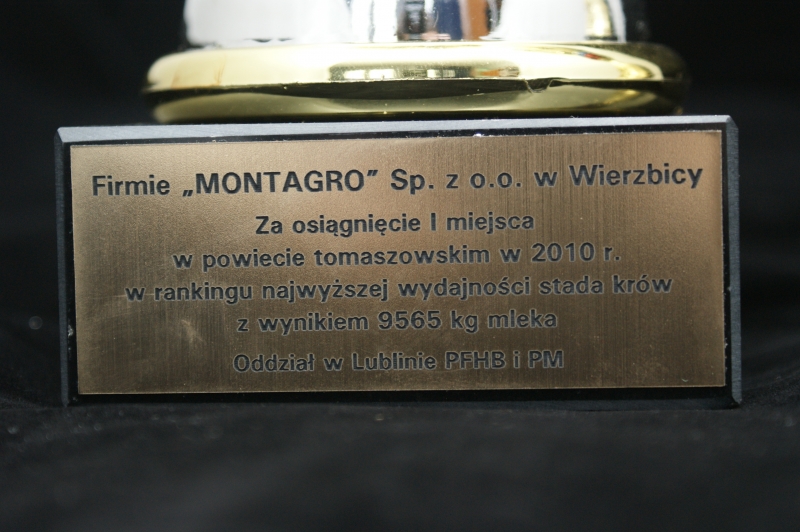 Firmie „MONTAGRO” Sp. z o.o. w Wierzbicy
Za osiągnięcie I miejsca
w powiecie tomaszowskim w 2010 r.
w rankingu najwyższej wydajności stada krów
z wynikiem 9565 kg mleka
Oddział w Lublinie PFHB i PM